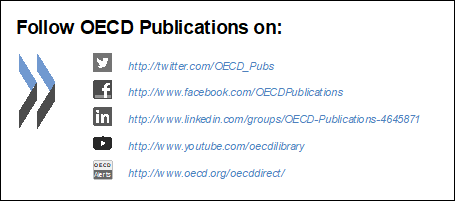 Follow OECD Publications on:
http://twitter.com/OECD_Pubs
http://www.facebook.com/OECDPublications
http://www.linkedin.com/groups/OECD-Publications-4645871
http://www.youtube.com/oecdilibrary
OECD
Alerts
http://www.oecd.org/oecddirect/